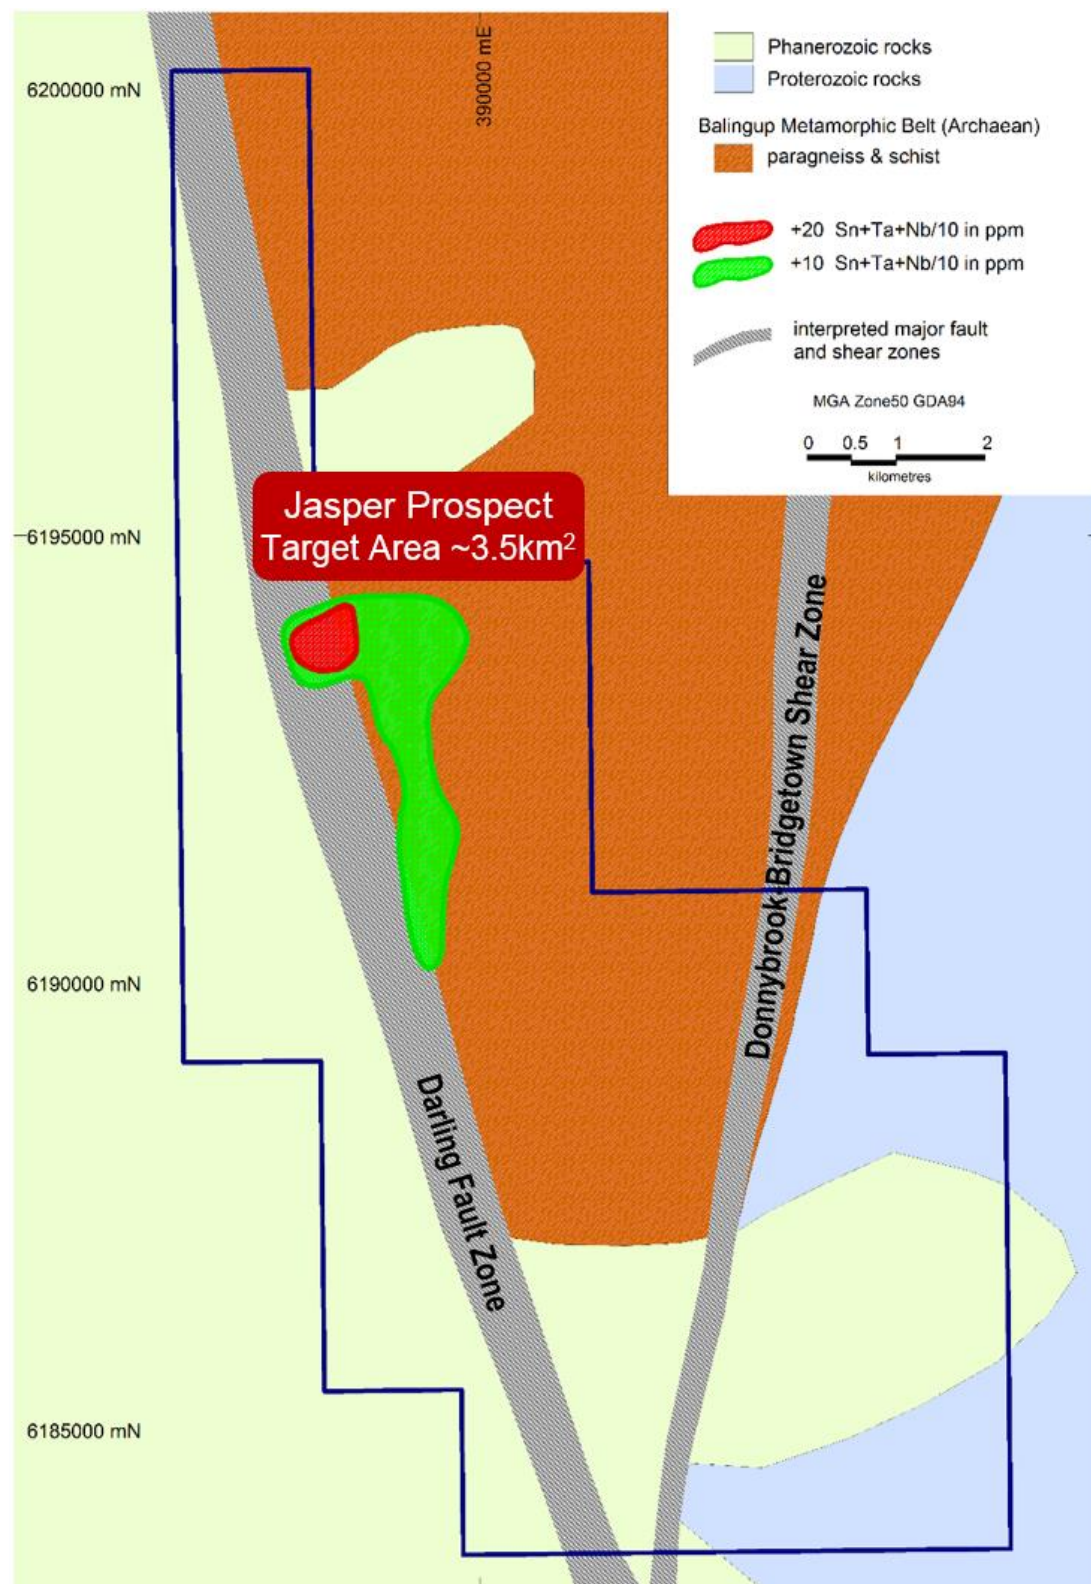 6200000 mN
390000 mE
Phanerozoic rocks
Proterozoic rocks
Balingup Metamorphic Belt (Archaean)
paragneiss & schist
+20 Sn+Ta+Nb/10 in ppm
+10 Sn+Ta+Nb/10 in ppm
interpreted major fault
and shear zones
MGA Zone50 GDA94
0 0.5 1 2
kilometres
Jasper Prospect
Target Area ~3.5km²
6195000 mN
Donnybrook-Bridgetown Shear Zone
6190000 mN
Darling Fault Zone
6185000 mN